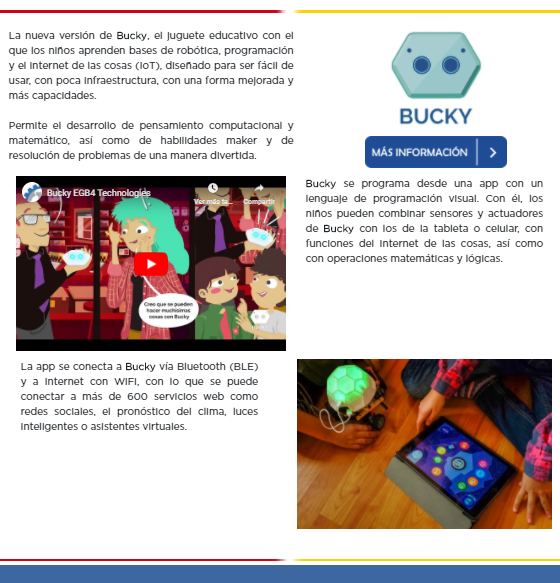 La nueva versión de Bucky, el juguete educativo con el
que los niños aprenden bases de robótica, programación
y el Internet de las cosas (IoT), diseñado para ser fácil de
usar, con poca infraestructura, con una forma mejorada y
más capacidades.
Permite el desarrollo de pensamiento computacional y
matemático, así como de habilidades maker y de
resolución de problemas de una manera divertida.
BUCKY
MÁS INFORMACIÓN
Bucky se programa desde una app con un
lenguaje de programación visual. Con él, los
niños pueden combinar sensores y actuadores
de Bucky con los de la tableta o celular, con
funciones del Internet de las cosas, así como
con operaciones matemáticas y lógicas.
Bucky EGB4 Technologies
Ver más ta...
Compartir
Creo que se pueden
hacer muchísimas
cosas con Bucky
La app se conecta a Bucky vía Bluetooth (BLE)
y a Internet con WIFI, con lo que se puede
conectar a más de 600 servicios web como
redes sociales, el pronóstico del clima, luces
inteligentes o asistentes virtuales.